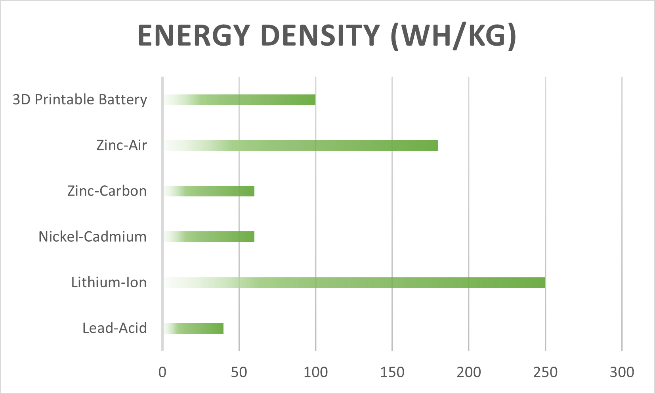 ENERGY DENSITY (WH/KG)
3D Printable Battery
Zinc-Air
Zinc-Carbon
Nickel-Cadmium
Lithium-Ion
Lead-Acid
0 50 100 150 200 250 300